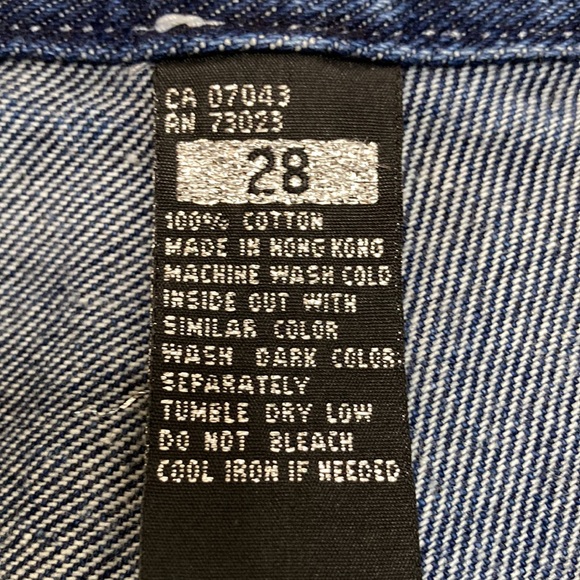 CA 07043
RN 73023
28
100% COTTON
MADE IN HONG KONG
MACHINE WASH COLD
INSIDE OUT WITH
SIMILAR COLOR
WASH DARK COLOR
SEPARATELY
TUMBLE DRY LOW
DO NOT BLEACH
COOL IRON IF NEEDED